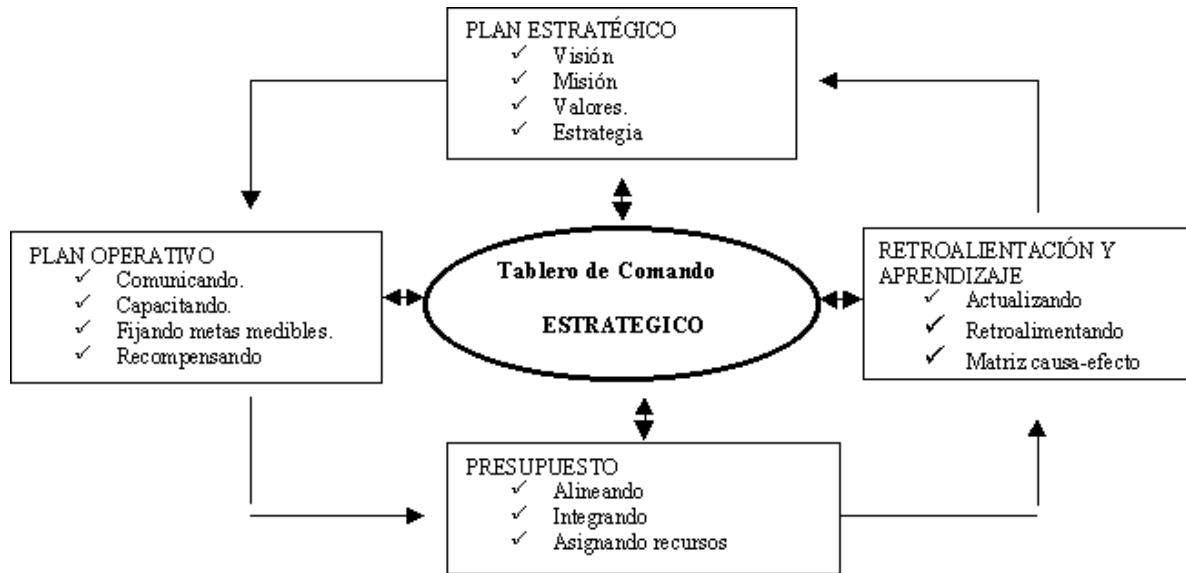 PLAN ESTRATÉGICO
✓ Visión
✓ Misión
✓ Valores.
✓ Estrategia
PLAN OPERATIVO
✓ Comunicando.
✓ Capacitando.
✓ Fijando metas medibles.
✓ Recompensando
Tablero de Comando
ESTRATEGICO
RETROALIENTACIÓN Y
APRENDIZAJE
✓ Actualizando
✓ Retroalimentando
✓ Matriz causa-efecto
PRESUPUESTO
✓ Alineando
✓ Integrando
✓ Asignando recursos